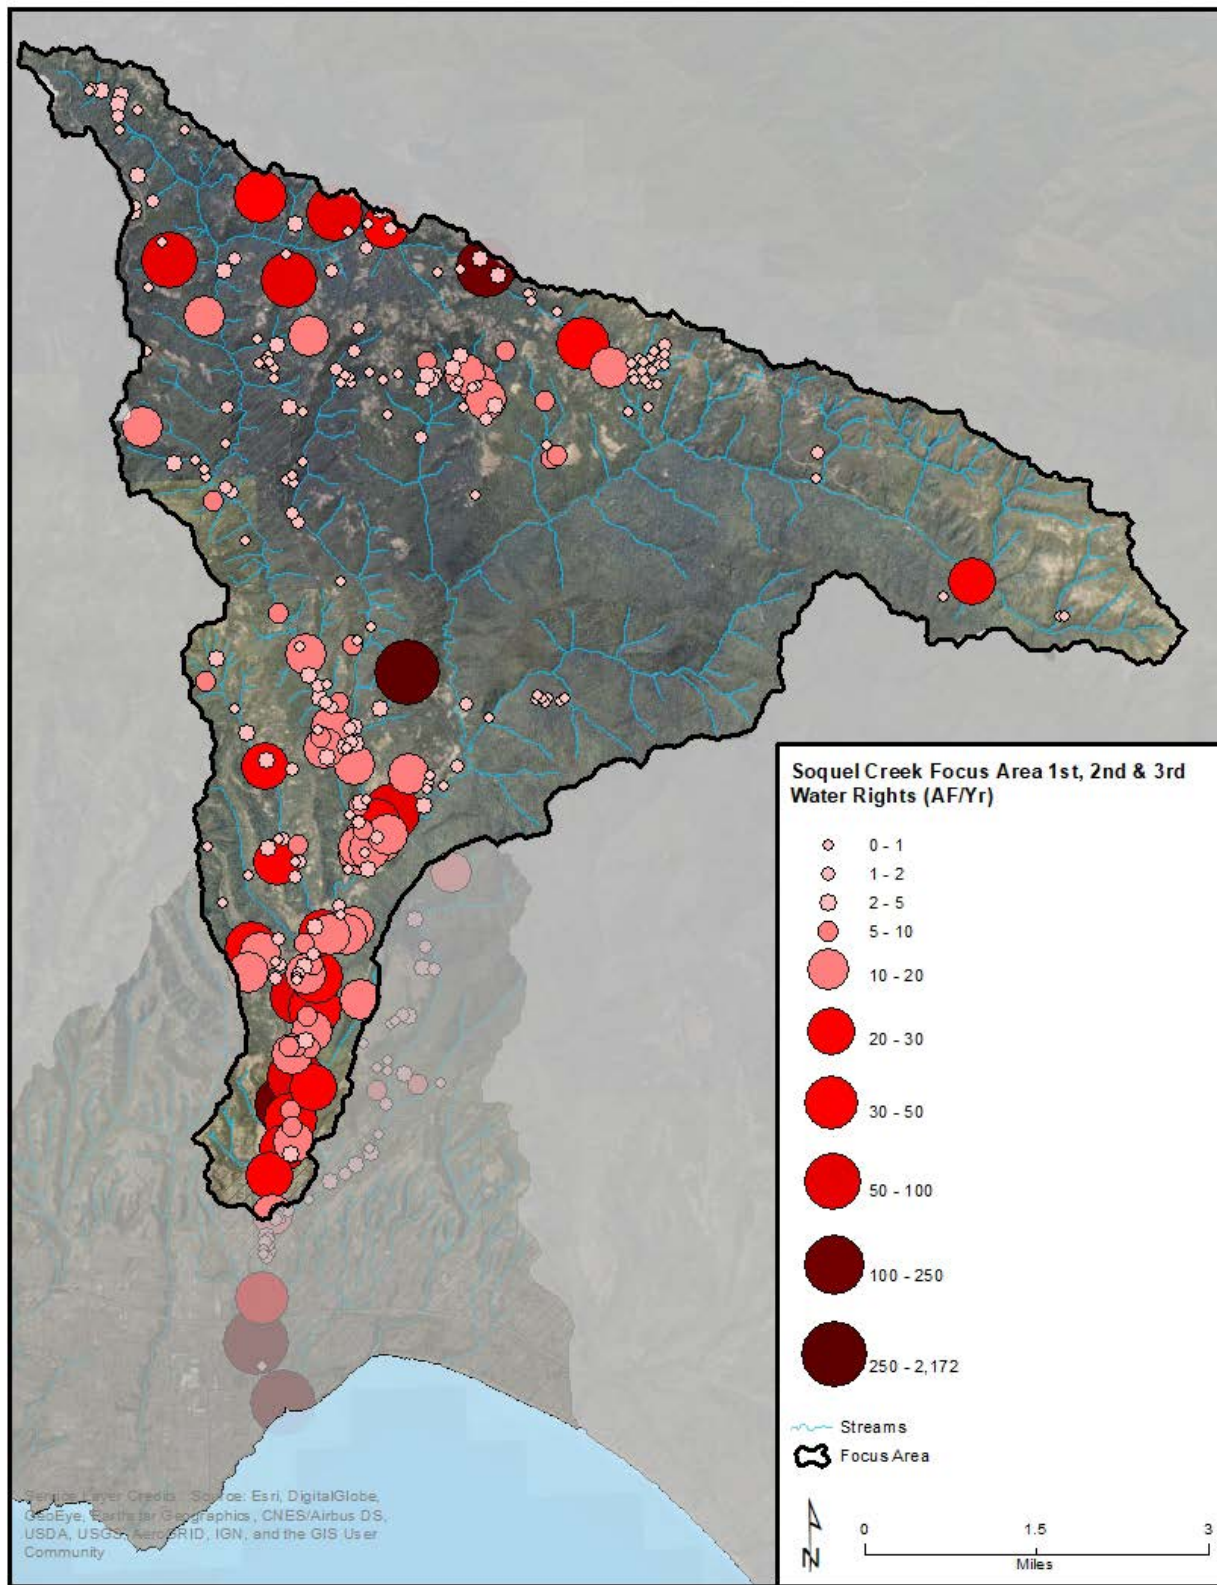 Soquel Creek Focus Area 1st, 2nd & 3rd
Water Rights (AF/Yr)
0 - 1
1 - 2
2 - 5
5 - 10
10 - 20
20 - 30
30 - 50
50 - 100
100 - 250
250 - 2,172
Streams
Focus Area
N
0 1.5 3
Miles
Service Layer Credits: Source: Esri, DigitalGlobe,
GeoEye, Earthstar Geographics, CNES/Airbus DS,
USDA, USGS, AeroGRID, IGN, and the GIS User
Community